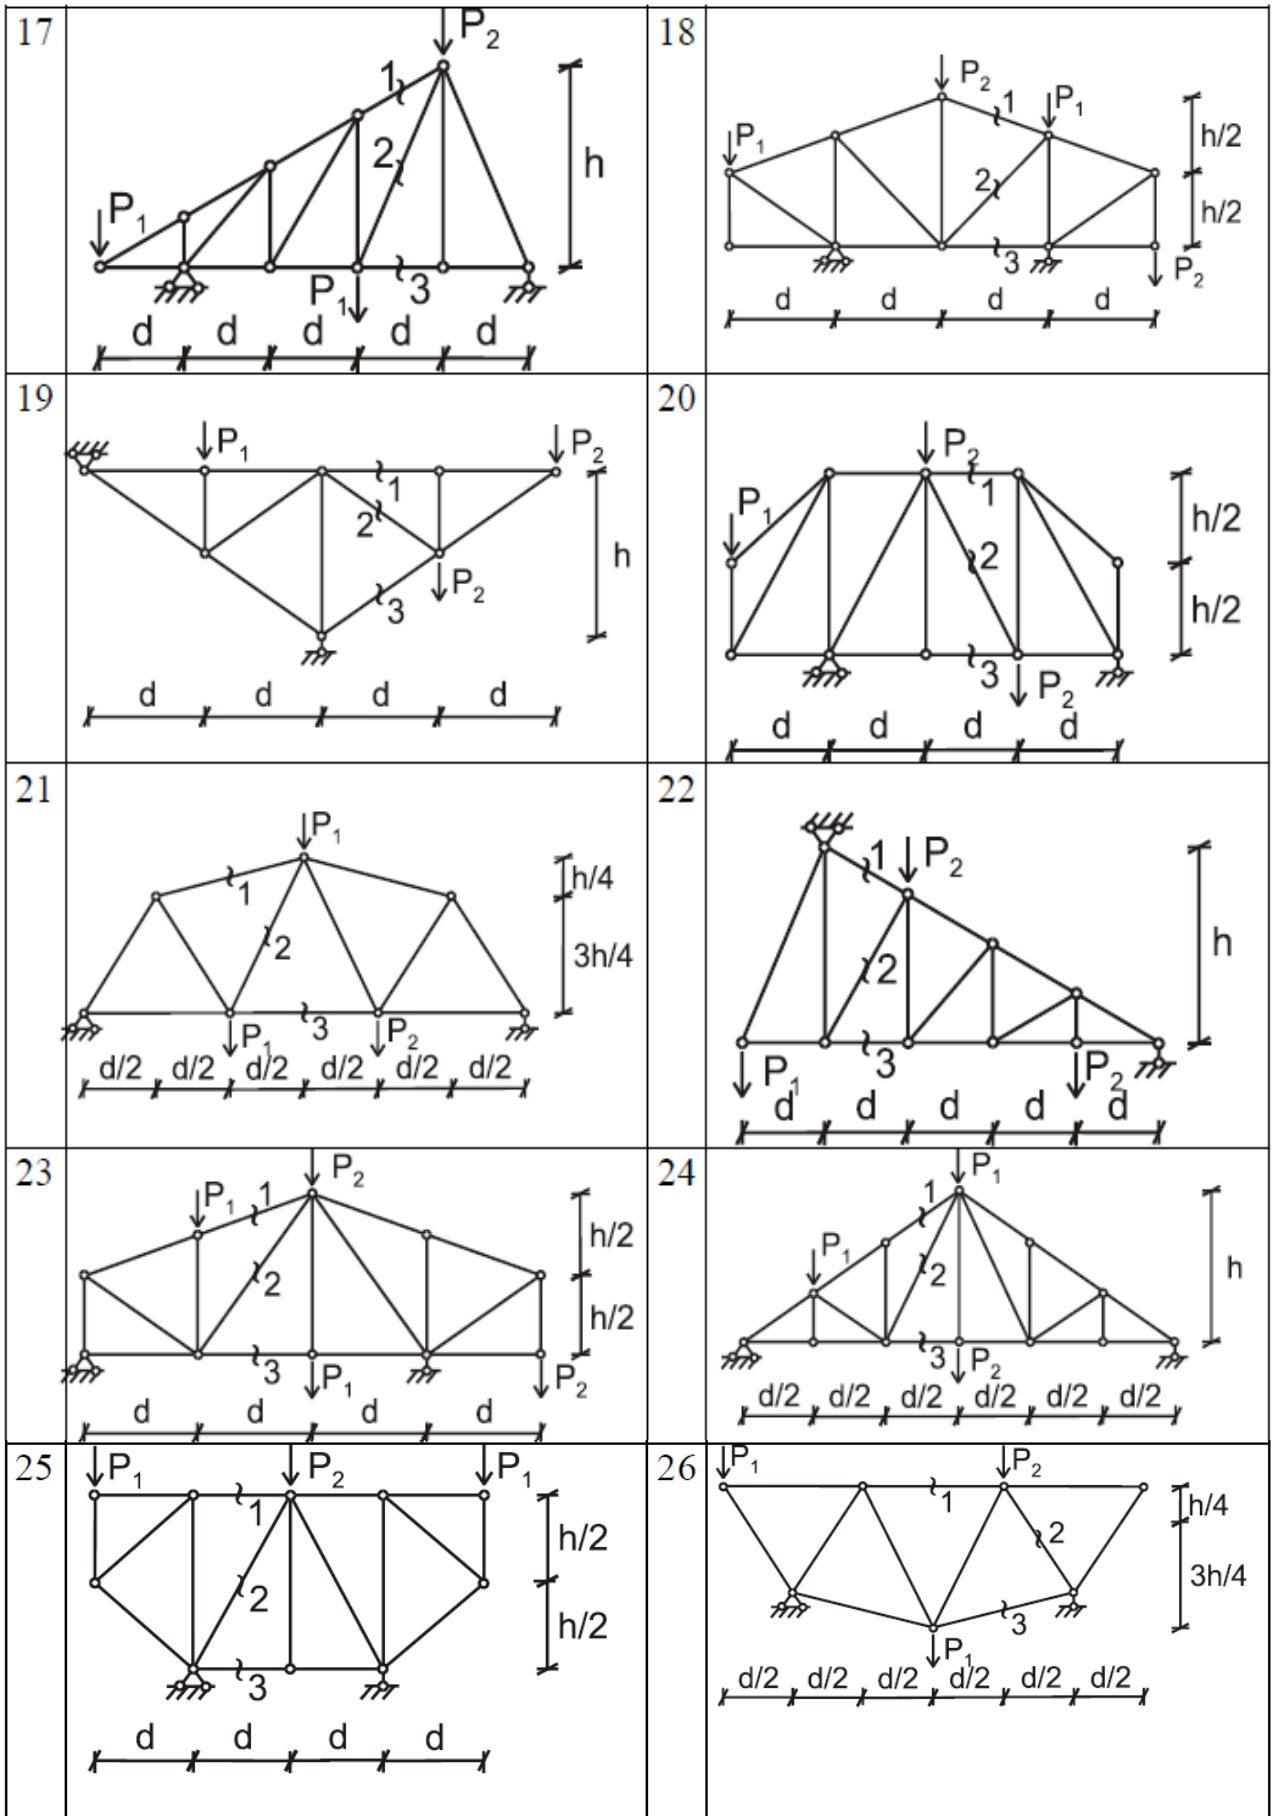 17
P₂
1
2
h
P₁
P₁
3
d d d d d
18
P₂
1
P₁
P₁
h/2
2
h/2
3
P₂
d d d d
19
P₁
P₂
1
2
h
P₂
3
d d d d
20
P₂
1
P₁
h/2
2
h/2
3
P₂
d d d d
21
P₁
h/4
1
2
3h/4
3
P₁
P₂
d/2 d/2 d/2 d/2 d/2 d/2
22
1
P₂
h
2
3
P₁
P₂
d d d d d
23
P₂
P₁
1
h/2
2
h/2
3
P₁
P₂
d d d d
24
P₁
1
P₁
h
2
3
P₂
d/2 d/2 d/2 d/2 d/2 d/2
25
P₁ P₂ P₁
1
h/2
2
h/2
3
d d d d
26
P₁ P₂
1
h/4
2
3h/4
3
P₁
d/2 d/2 d/2 d/2 d/2 d/2